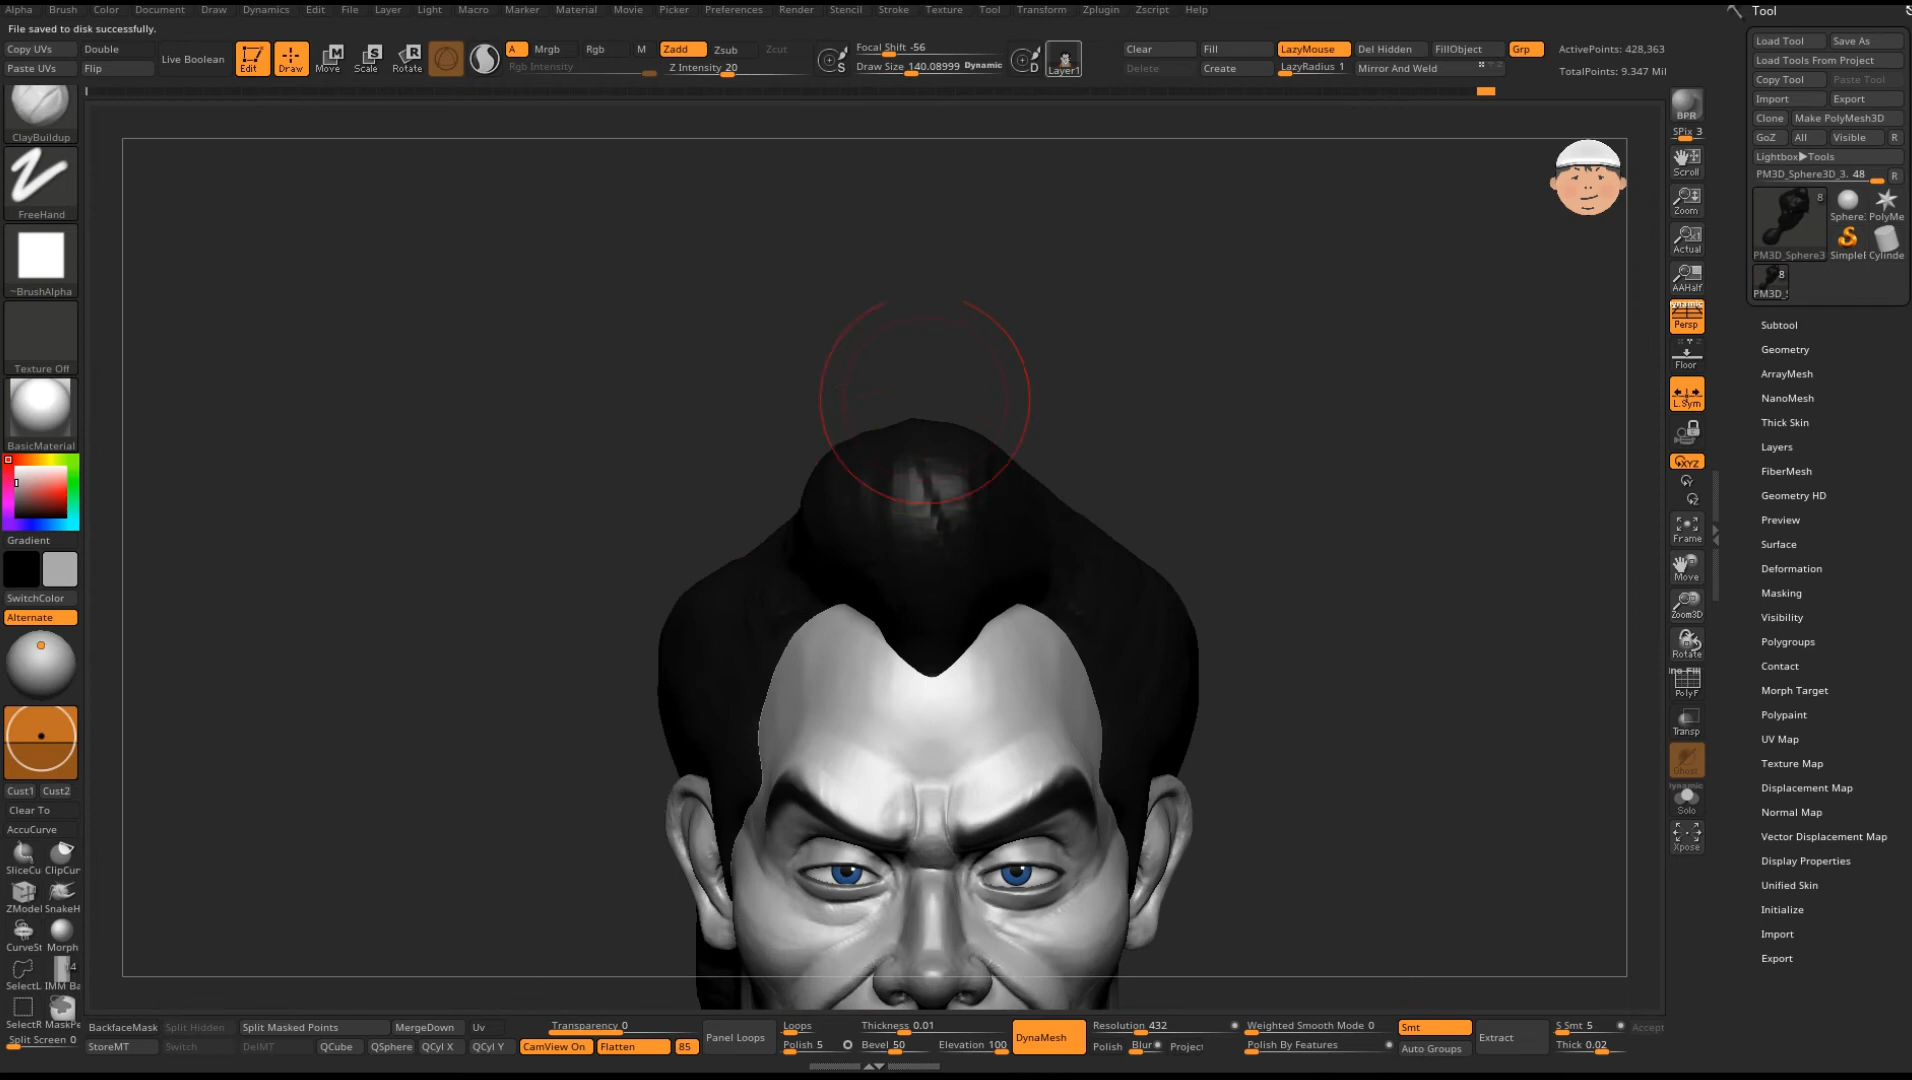 Alpha Brush Color Document Draw Dynamics Edit File Layer Light Macro Marker Material Movie Picker Preferences Render Stencil Stroke Texture Tool Transform Zplugin Zscript Help
File saved to disk successfully.
Copy UVs Double
Paste UVs Flip
Live Boolean
Edit Draw Move Scale Rotate
A Mrgb Rgb M Zadd Zsub Zcut
Rgb Intensity Z Intensity 20
S
Focal Shift -56
Draw Size 140.08999 Dynamic
D
Layer1
Clear Fill LazyMouse Del Hidden FillObject Grp
Delete Create LazyRadius 1 Mirror And Weld
ActivePoints: 428,363
TotalPoints: 9.347 Mil
ClayBuildup
FreeHand
~BrushAlpha
Texture Off
BasicMaterial
Gradient
SwitchColor
Alternate
Cust1 Cust2
Clear To
AccuCurve
SliceCu ClipCur
ZModel SnakeH
CurveSt Morph
4
SelectL IMM Ba
SelectR MaskPe
Split Screen 0
BPR
SPix 3
Scroll
Zoom
Actual
AAHalf
Persp
Floor
L.Sym
XYZ
Y
Z
Frame
Move
Zoom3D
Rotate
PolyF
Transp
Ghost
Dynamic
Solo
Xpose
Tool
Load Tool Save As
Load Tools From Project
Copy Tool Paste Tool
Import Export
Clone Make PolyMesh3D
GoZ All Visible R
Lightbox▶Tools
PM3D_Sphere3D_3. 48 R
8
Sphere PolyMe
PM3D_Sphere3 SimpleB Cylinde
8
PM3D_S
Subtool
Geometry
ArrayMesh
NanoMesh
Thick Skin
Layers
FiberMesh
Geometry HD
Preview
Surface
Deformation
Masking
Visibility
Polygroups
Contact
Morph Target
Polypaint
UV Map
Texture Map
Displacement Map
Normal Map
Vector Displacement Map
Display Properties
Unified Skin
Initialize
Import
Export
BackfaceMask Split Hidden Split Masked Points MergeDown Uv Transparency 0
StoreMT Switch DelMT QCube QSphere QCyl X QCyl Y CamView On Flatten 85
Panel Loops
Loops Thickness 0.01
Polish 5 Bevel 50 Elevation 100
DynaMesh
Resolution 432
Polish Blur Project
Weighted Smooth Mode 0
Polish By Features
Smt
Auto Groups
Extract
S Smt 5 Accept
Thick 0.02